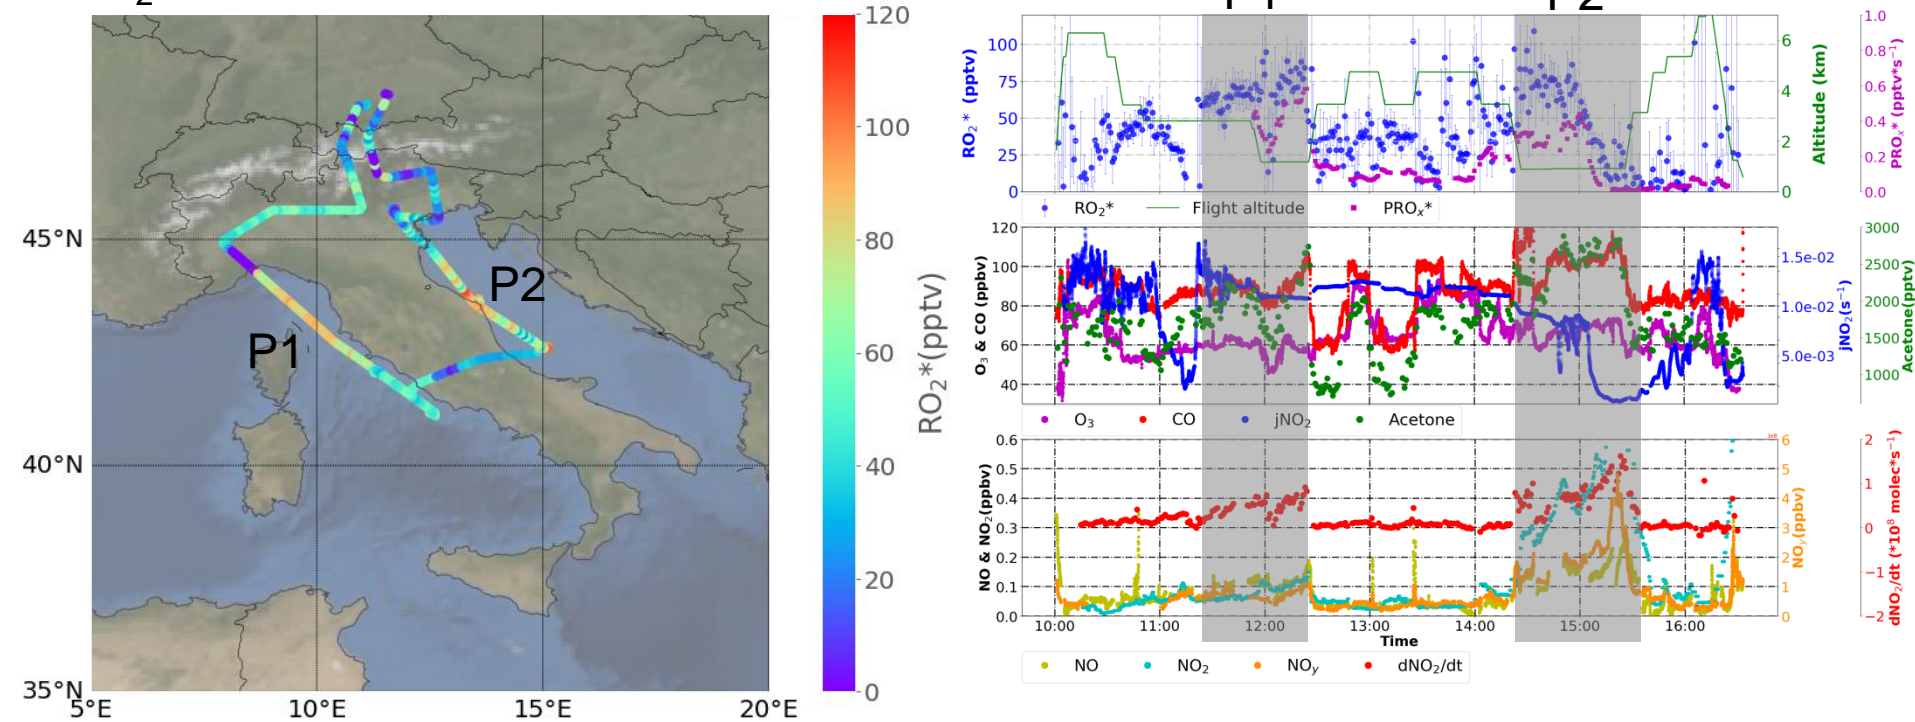 2
P1
P2
120
100
80
60
40
20
0
RO2*(pptv)
45°N
40°N
35°N
5°E 10°E 15°E 20°E
P1
P2
100
75
50
25
0
RO2* (pptv)
6
4
2
0
Altitude (km)
1.0
0.8
0.6
0.4
0.2
0.0
PROx* (pptv*s⁻¹)
RO2* Flight altitude PROx*
120
100
80
60
40
O3 & CO (ppbv)
1.5e-02
1.0e-02
5.0e-03
jNO2(s⁻¹)
3000
2500
2000
1500
1000
Acetone(pptv)
O3 CO jNO2 Acetone
0.6
0.5
0.4
0.3
0.2
0.1
0.0
NO & NO2(ppbv)
1e8
6
5
4
3
2
1
0
NOy(ppbv)
2
1
0
−1
−2
dNO2/dt (*10⁸ molec*s⁻¹)
10:00 11:00 12:00 13:00 14:00 15:00 16:00
Time
NO NO2 NOy dNO2/dt